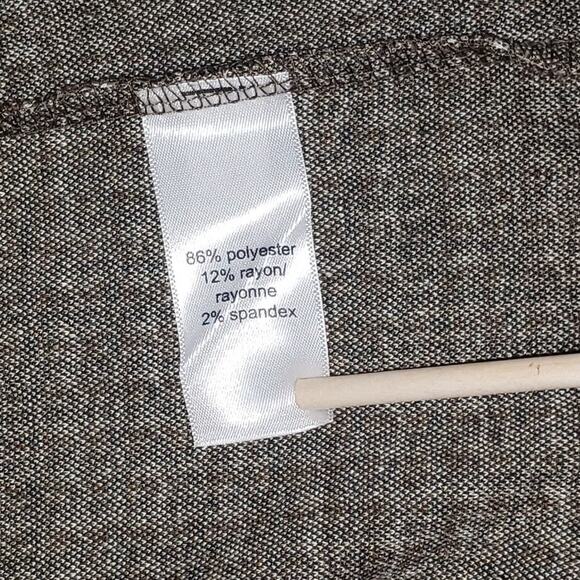 86% polyester
12% rayon/
rayonne
2% spandex